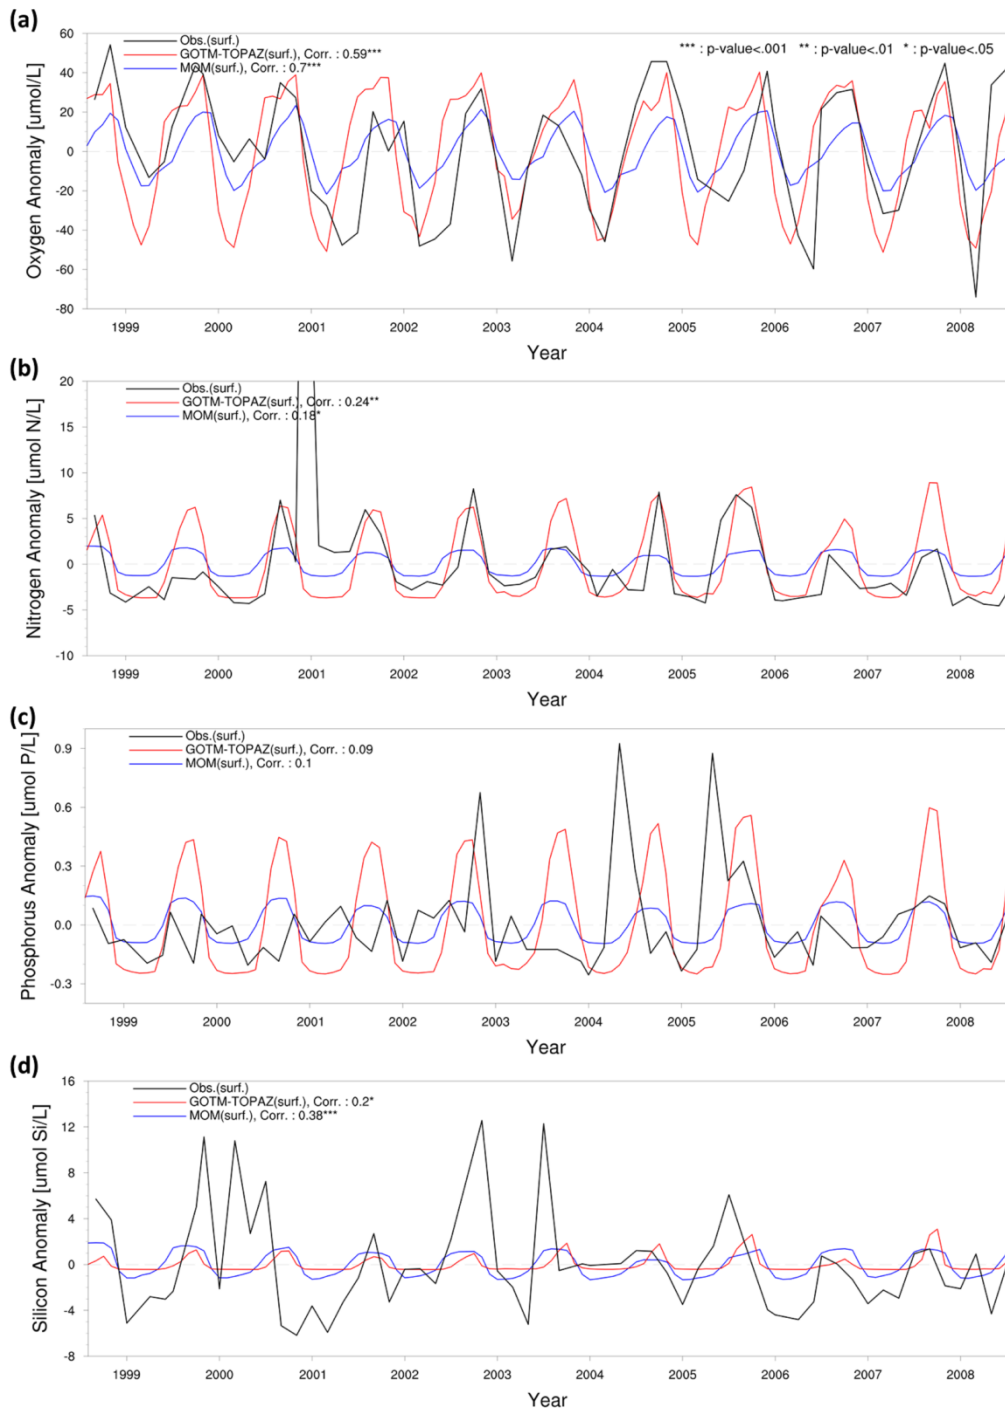 (a)
Obs.(surf.)
GOTM-TOPAZ(surf.), Corr. : 0.59***
MOM(surf.), Corr. : 0.7***
*** : p-value<.001 ** : p-value<.01 * : p-value<.05
Oxygen Anomaly [umol/L]
60
40
20
0
-20
-40
-60
-80
1999 2000 2001 2002 2003 2004 2005 2006 2007 2008
Year
(b)
Obs.(surf.)
GOTM-TOPAZ(surf.), Corr. : 0.24**
MOM(surf.), Corr. : 0.18*
Nitrogen Anomaly [umol N/L]
20
15
10
5
0
-5
-10
1999 2000 2001 2002 2003 2004 2005 2006 2007 2008
Year
(c)
Obs.(surf.)
GOTM-TOPAZ(surf.), Corr. : 0.09
MOM(surf.), Corr. : 0.1
Phosphorus Anomaly [umol P/L]
0.9
0.6
0.3
0.0
-0.3
1999 2000 2001 2002 2003 2004 2005 2006 2007 2008
Year
(d)
Obs.(surf.)
GOTM-TOPAZ(surf.), Corr. : 0.2*
MOM(surf.), Corr. : 0.38***
Silicon Anomaly [umol Si/L]
16
12
8
4
0
-4
-8
1999 2000 2001 2002 2003 2004 2005 2006 2007 2008
Year